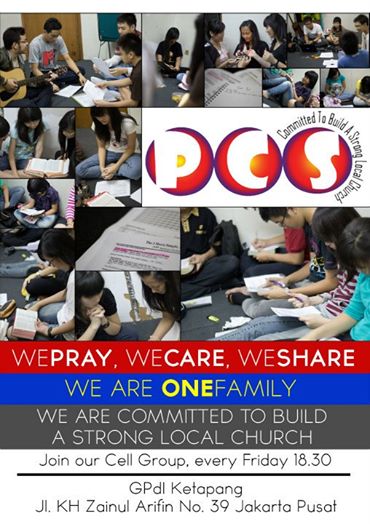 PCS
Committed To Build A Strong Local Church
WEPRAY, WECARE, WESHARE
WE ARE ONEFAMILY
WE ARE COMMITTED TO BUILD
A STRONG LOCAL CHURCH
Join our Cell Group, every Friday 18.30
GPdI Ketapang
Jl. KH Zainul Arifin No. 39 Jakarta Pusat